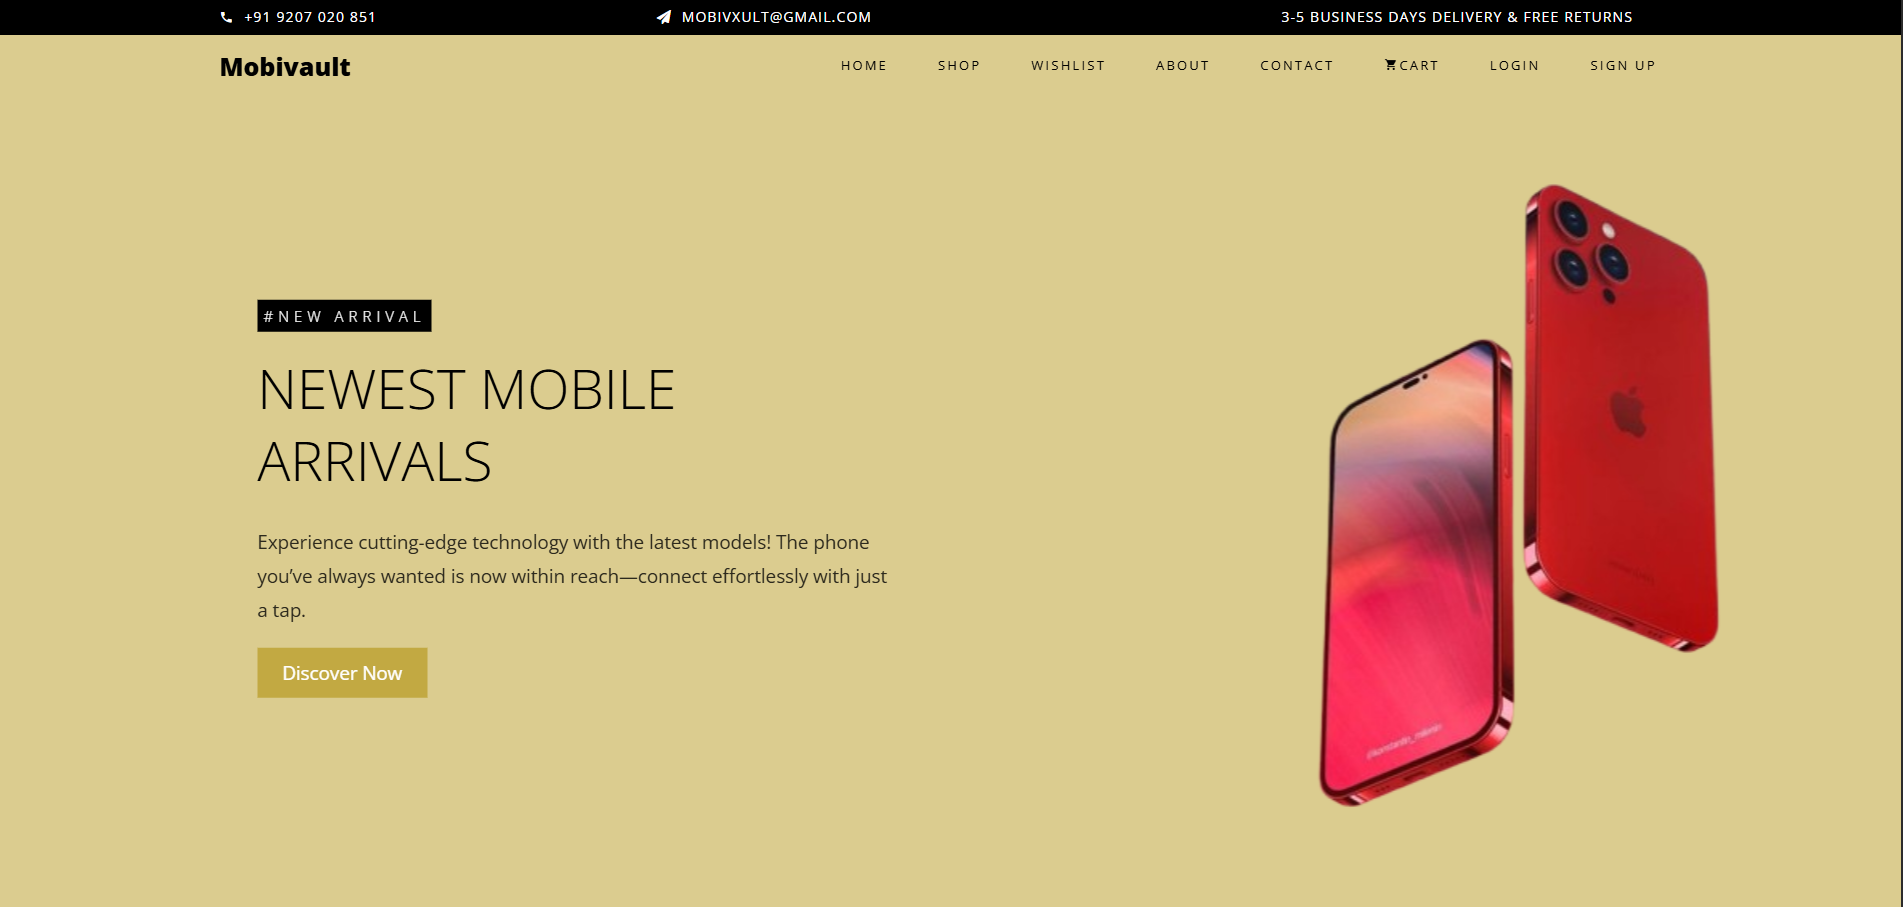 +91 9207 020 851
MOBIVXULT@GMAIL.COM
3-5 BUSINESS DAYS DELIVERY & FREE RETURNS
Mobivault
HOME SHOP WISHLIST ABOUT CONTACT CART LOGIN SIGN UP
#NEW ARRIVAL
NEWEST MOBILE
ARRIVALS
Experience cutting-edge technology with the latest models! The phone
you’ve always wanted is now within reach—connect effortlessly with just
a tap.
Discover Now